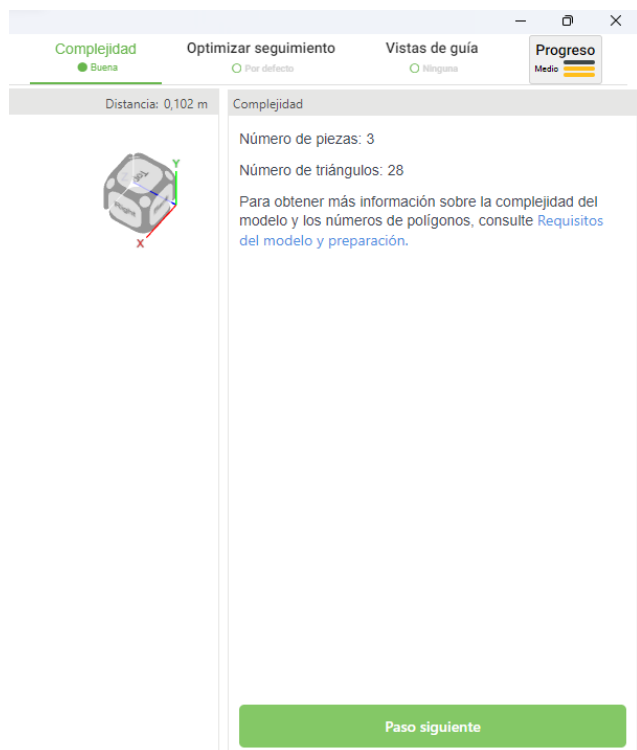 Complejidad
Buena
Optimizar seguimiento
Por defecto
Vistas de guía
Ninguna
Progreso
Medio
Distancia: 0,102 m
Y
Right
X
Complejidad
Número de piezas: 3
Número de triángulos: 28
Para obtener más información sobre la complejidad del
modelo y los números de polígonos, consulte Requisitos
del modelo y preparación.
Paso siguiente